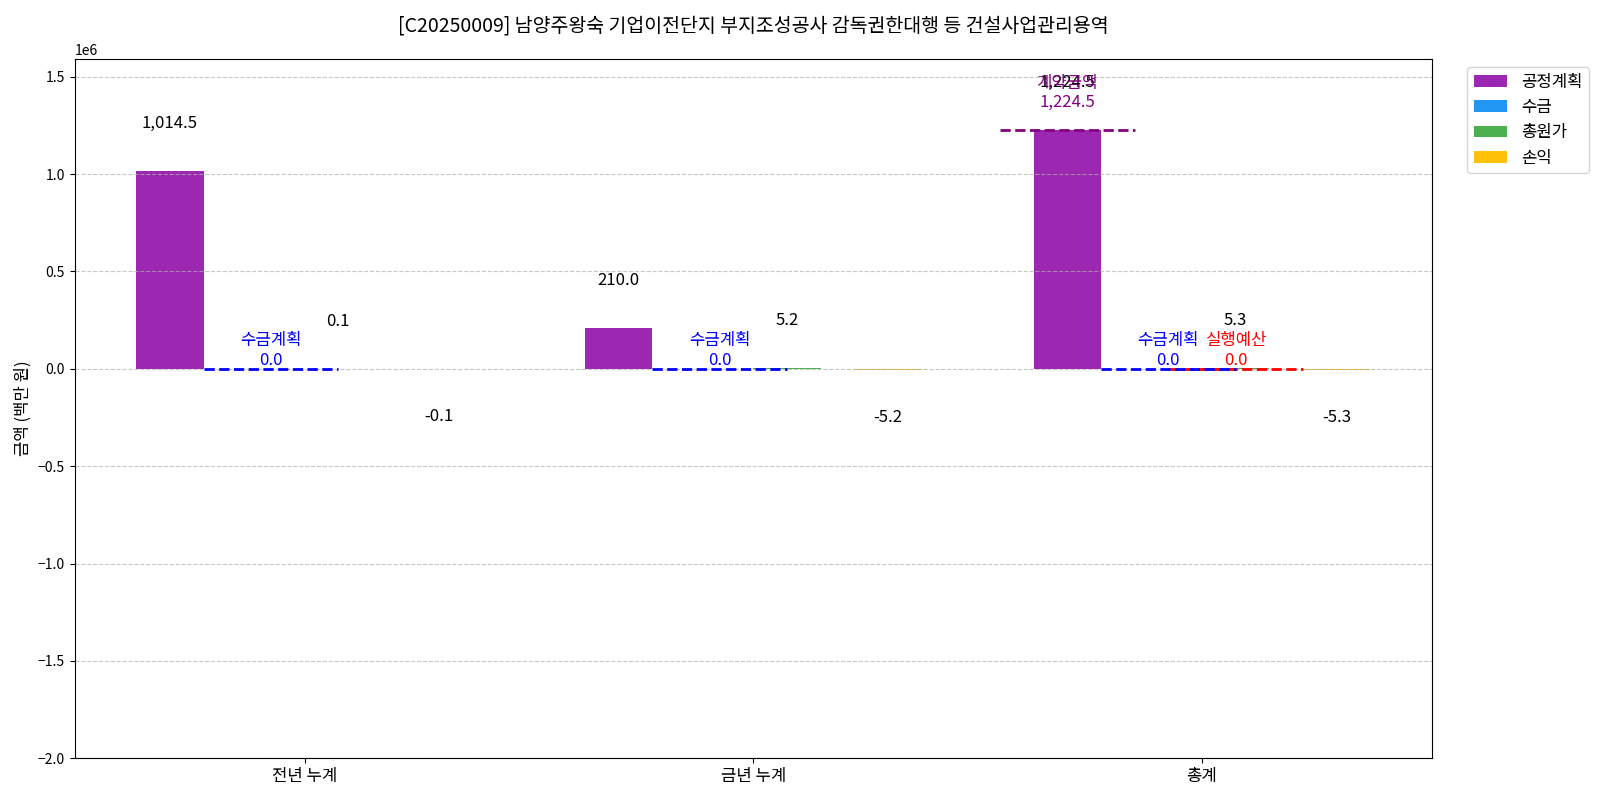 [C20250009] 남양주왕숙 기업이전단지 부지조성공사 감독권한대행 등 건설사업관리용역
1e6
1.5
1.0
0.5
0.0
−0.5
−1.0
−1.5
−2.0
금액 (백만 원)
1,014.5
수금계획
0.0
0.1
-0.1
210.0
수금계획
0.0
5.2
-5.2
1,224.5
계약금액
1,224.5
수금계획
0.0
5.3
실행예산
0.0
-5.3
전년 누계
금년 누계
총계
공정계획
수금
총원가
손익